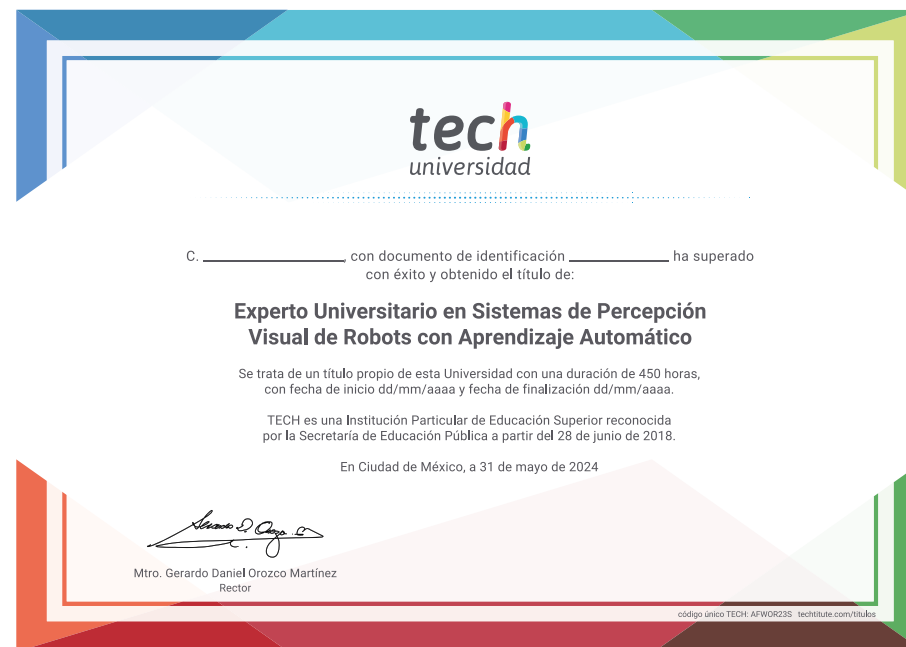 tech
universidad
C. ____________________, con documento de identificación ______________ ha superado
con éxito y obtenido el título de:
Experto Universitario en Sistemas de Percepción
Visual de Robots con Aprendizaje Automático
Se trata de un título propio de esta Universidad con una duración de 450 horas,
con fecha de inicio dd/mm/aaaa y fecha de finalización dd/mm/aaaa.
TECH es una Institución Particular de Educación Superior reconocida
por la Secretaría de Educación Pública a partir del 28 de junio de 2018.
En Ciudad de México, a 31 de mayo de 2024
Mtro. Gerardo Daniel Orozco Martínez
Rector
código único TECH: AFWOR23S techtitute.com/titulos